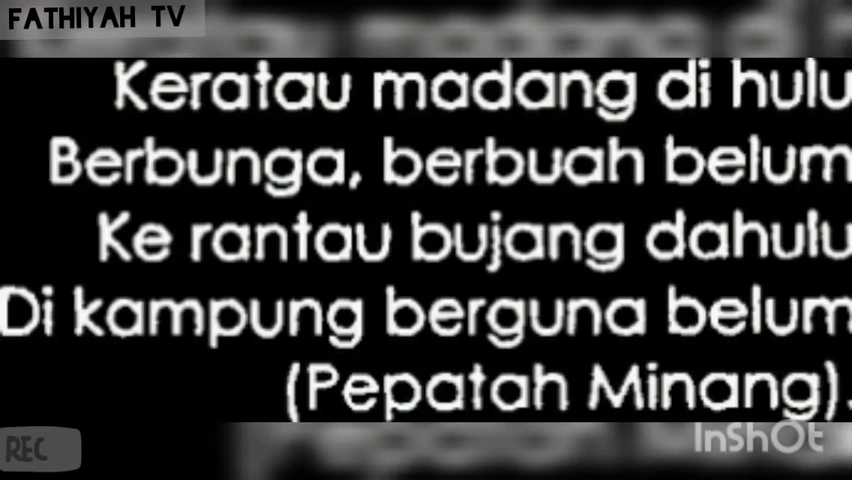 FATHIYAH TV
Keratau madang di hulu
Berbunga, berbuah belum
Ke rantau bujang dahulu
Di kampung berguna belum
(Pepatah Minang).
REC
InShOt